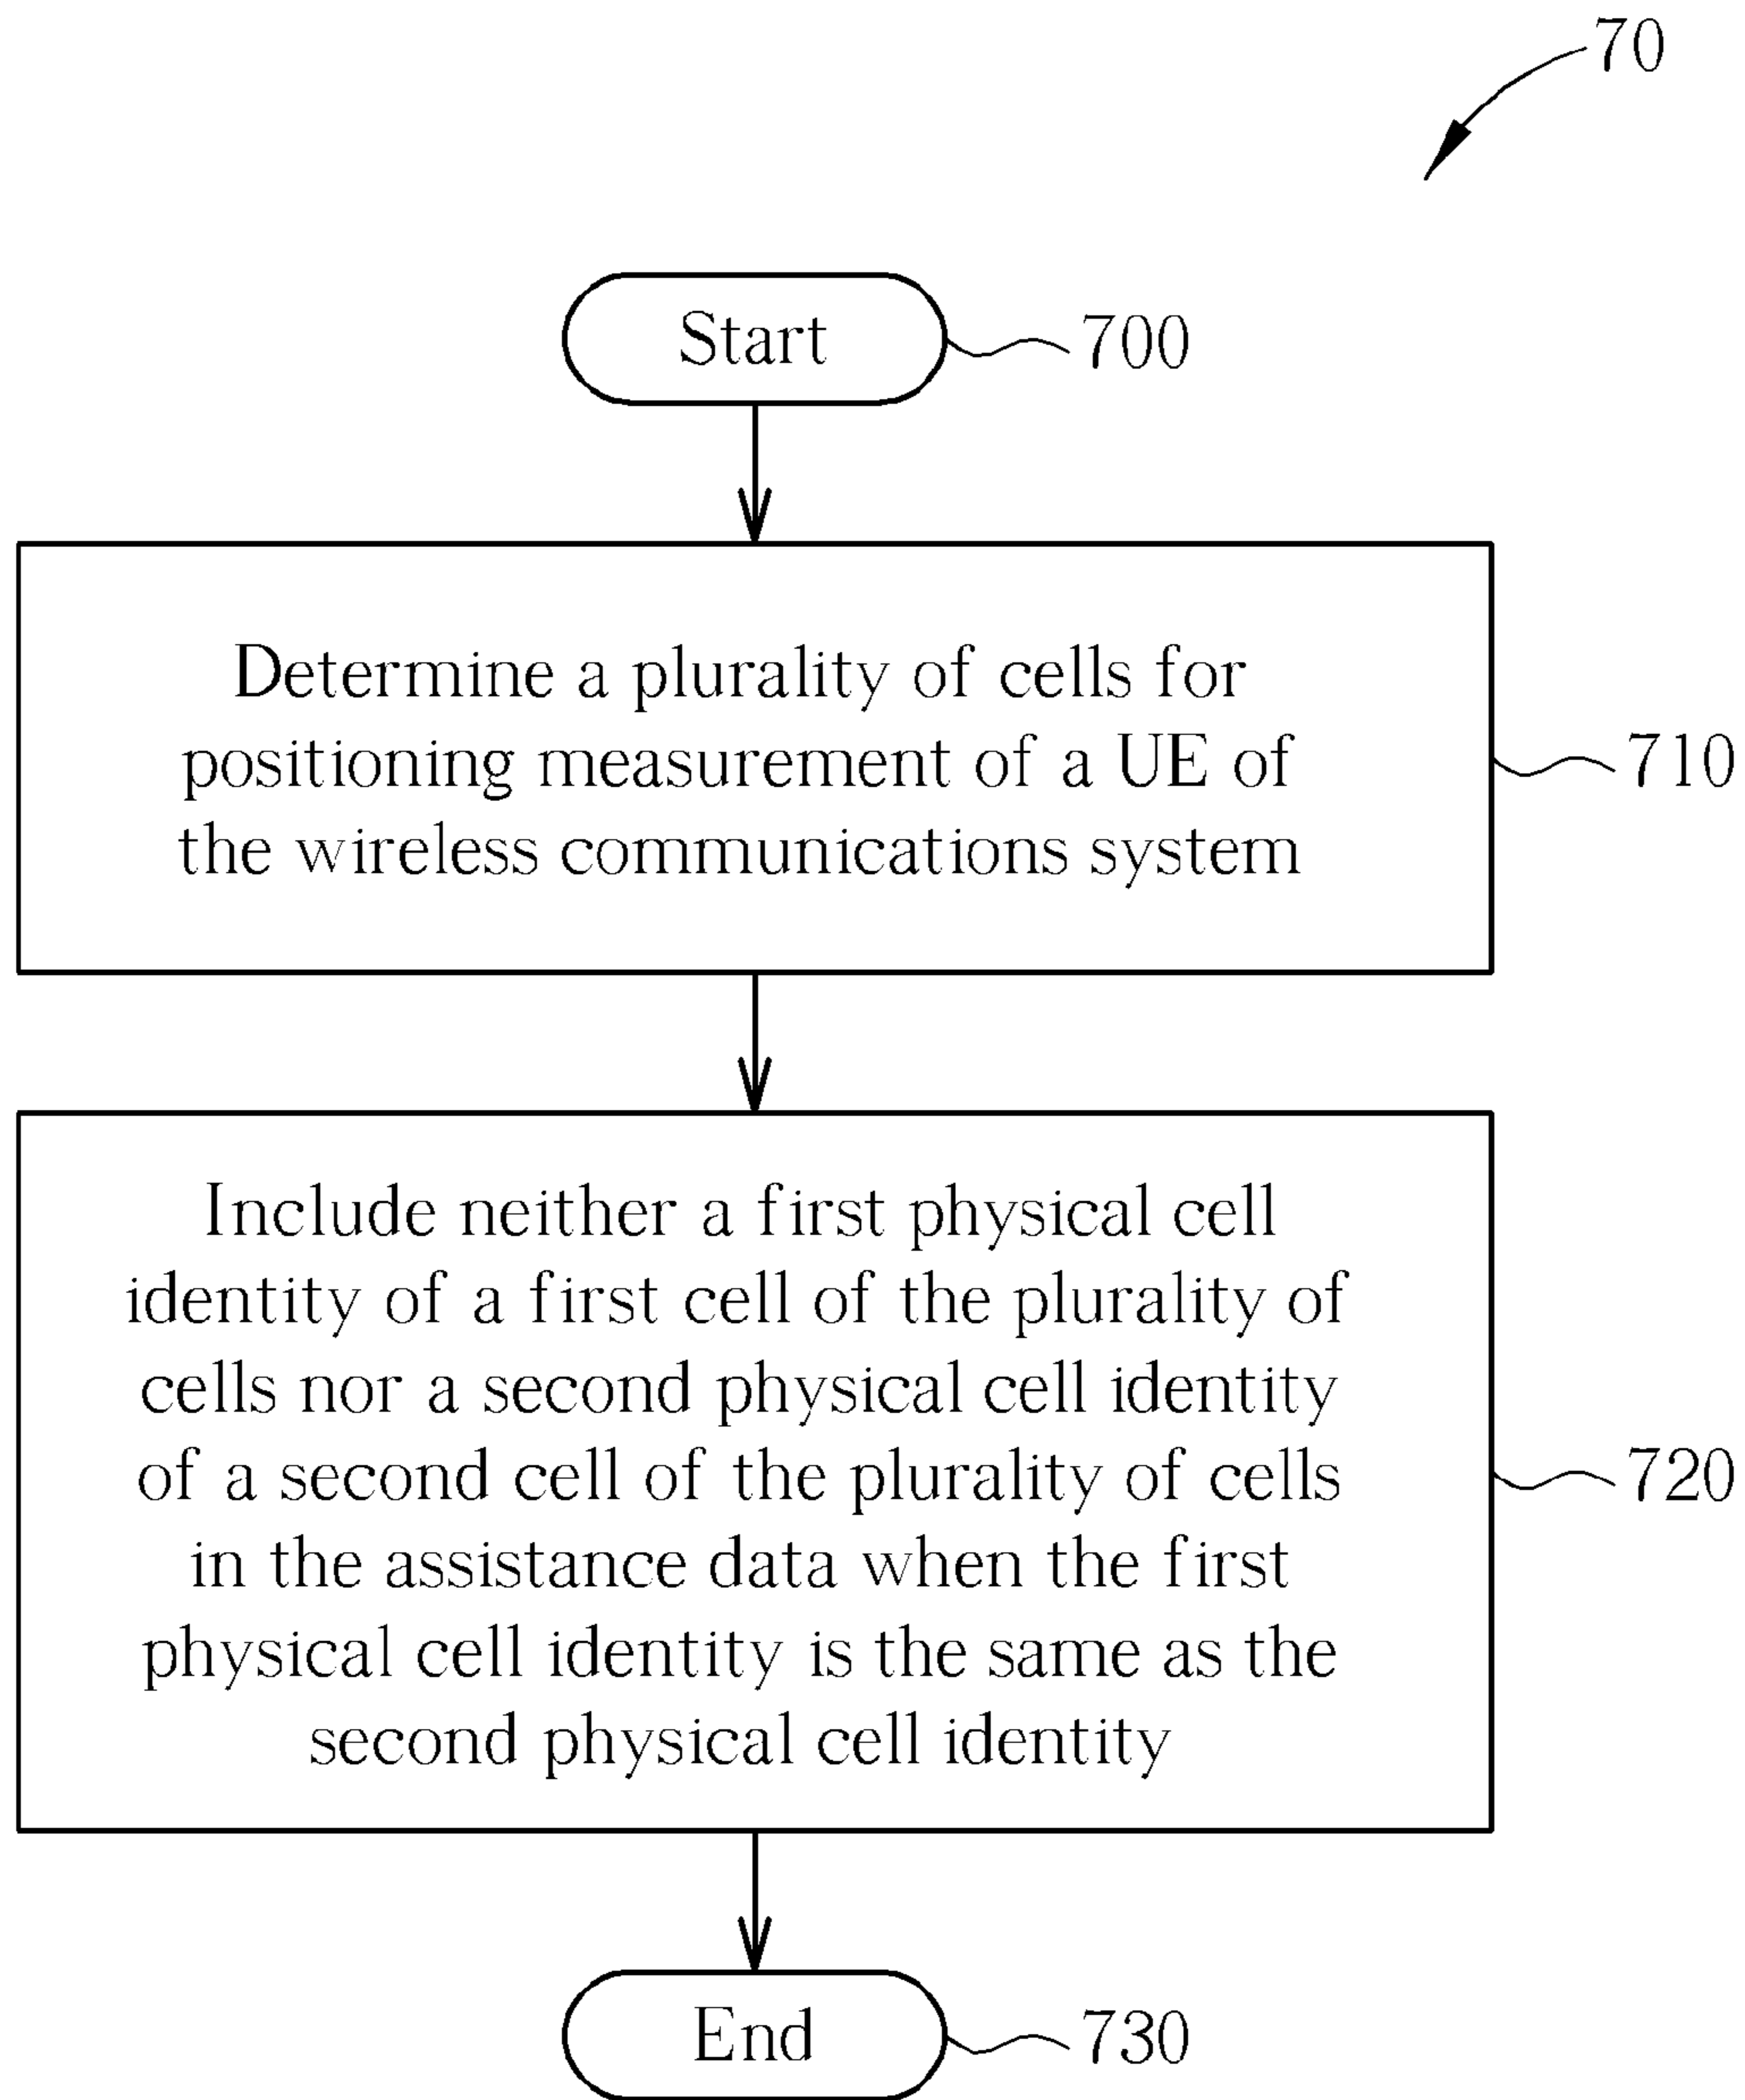 70
Start
700
Determine a plurality of cells for
positioning measurement of a UE of
the wireless communications system
710
Include neither a first physical cell
identity of a first cell of the plurality of
cells nor a second physical cell identity
of a second cell of the plurality of cells
in the assistance data when the first
physical cell identity is the same as the
second physical cell identity
720
End
730